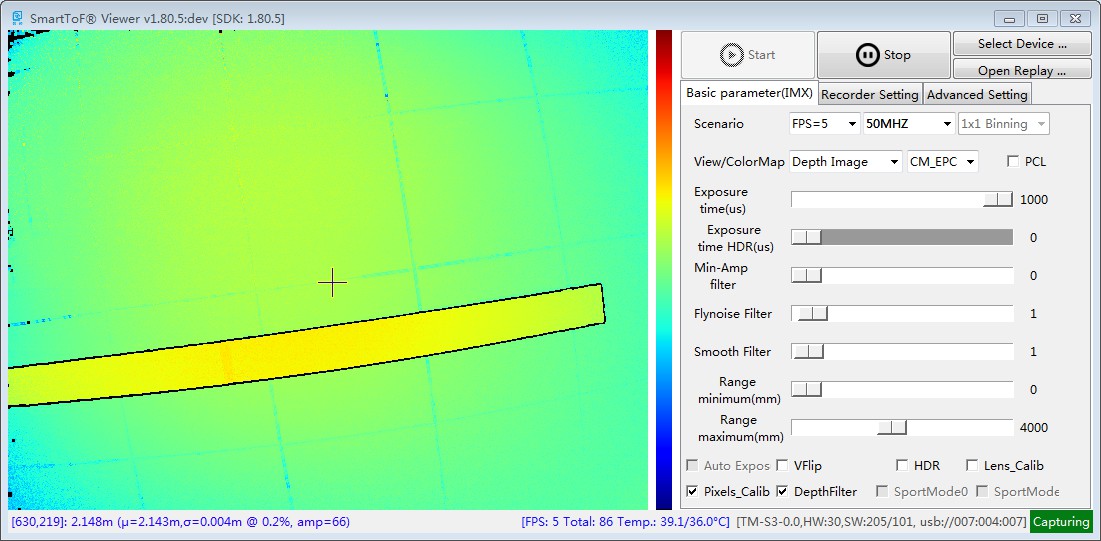 SmartToF® Viewer v1.80.5:dev [SDK: 1.80.5]
Start
Stop
Select Device ...
Open Replay ...
Basic parameter(IMX)
Recorder Setting
Advanced Setting
Scenario
FPS=5
50MHZ
1x1 Binning
View/ColorMap
Depth Image
CM_EPC
PCL
Exposure
time(us)
1000
Exposure
time HDR(us)
0
Min-Amp
filter
0
Flynoise Filter
1
Smooth Filter
1
Range
minimum(mm)
0
Range
maximum(mm)
4000
Auto Expos
VFlip
HDR
Lens_Calib
Pixels_Calib
DepthFilter
SportMode0
SportMode
[630,219]: 2.148m (μ=2.143m,σ=0.004m @ 0.2%, amp=66)
[FPS: 5 Total: 86 Temp.: 39.1/36.0°C]
[TM-S3-0.0,HW:30,SW:205/101, usb://007:004:007]
Capturing